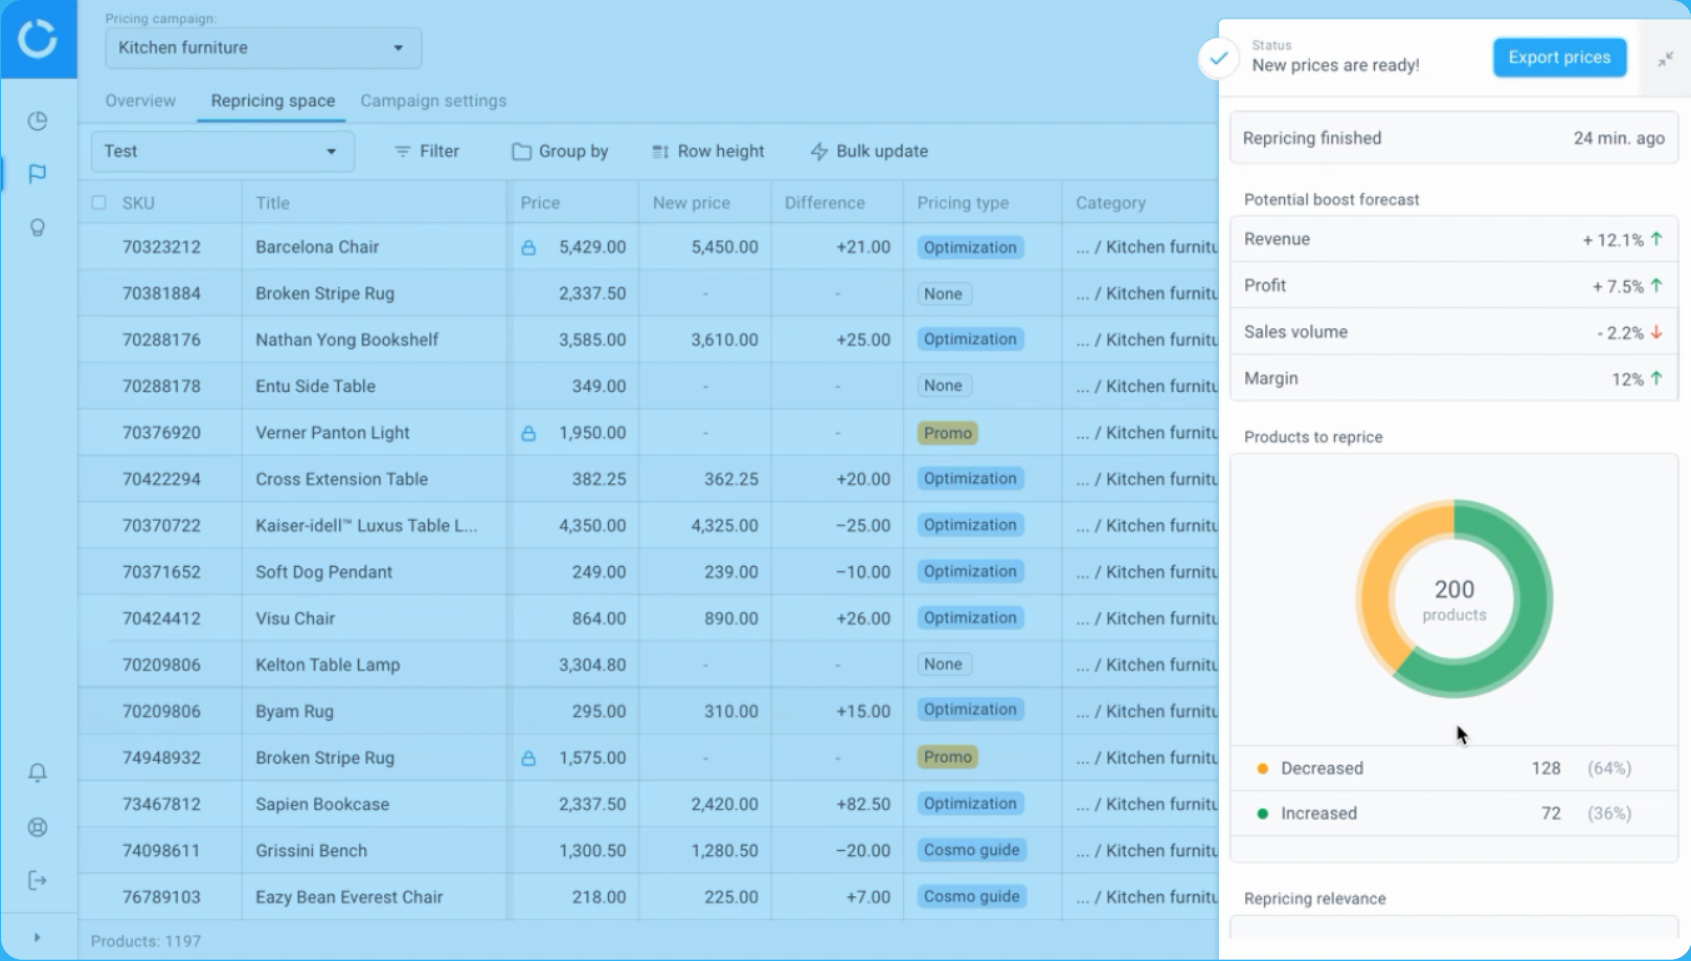 Pricing campaign:
Kitchen furniture
Overview Repricing space Campaign settings
Test Filter Group by Row height Bulk update
SKU Title Price New price Difference Pricing type Category
70323212 Barcelona Chair 5,429.00 5,450.00 +21.00 Optimization ... / Kitchen furnitu
70381884 Broken Stripe Rug 2,337.50 - - None ... / Kitchen furnitu
70288176 Nathan Yong Bookshelf 3,585.00 3,610.00 +25.00 Optimization ... / Kitchen furnitu
70288178 Entu Side Table 349.00 - - None ... / Kitchen furnitu
70376920 Verner Panton Light 1,950.00 - - Promo ... / Kitchen furnitu
70422294 Cross Extension Table 382.25 362.25 +20.00 Optimization ... / Kitchen furnitu
70370722 Kaiser-idell™ Luxus Table L... 4,350.00 4,325.00 −25.00 Optimization ... / Kitchen furnitu
70371652 Soft Dog Pendant 249.00 239.00 −10.00 Optimization ... / Kitchen furnitu
70424412 Visu Chair 864.00 890.00 +26.00 Optimization ... / Kitchen furnitu
70209806 Kelton Table Lamp 3,304.80 - - None ... / Kitchen furnitu
70209806 Byam Rug 295.00 310.00 +15.00 Optimization ... / Kitchen furnitu
74948932 Broken Stripe Rug 1,575.00 - - Promo ... / Kitchen furnitu
73467812 Sapien Bookcase 2,337.50 2,420.00 +82.50 Optimization ... / Kitchen furnitu
74098611 Grissini Bench 1,300.50 1,280.50 −20.00 Cosmo guide ... / Kitchen furnitu
76789103 Eazy Bean Everest Chair 218.00 225.00 +7.00 Cosmo guide ... / Kitchen furnitu
Products: 1197
Status
New prices are ready!
Export prices
Repricing finished 24 min. ago
Potential boost forecast
Revenue + 12.1% ↑
Profit + 7.5% ↑
Sales volume - 2.2% ↓
Margin 12% ↑
Products to reprice
200
products
Decreased 128 (64%)
Increased 72 (36%)
Repricing relevance